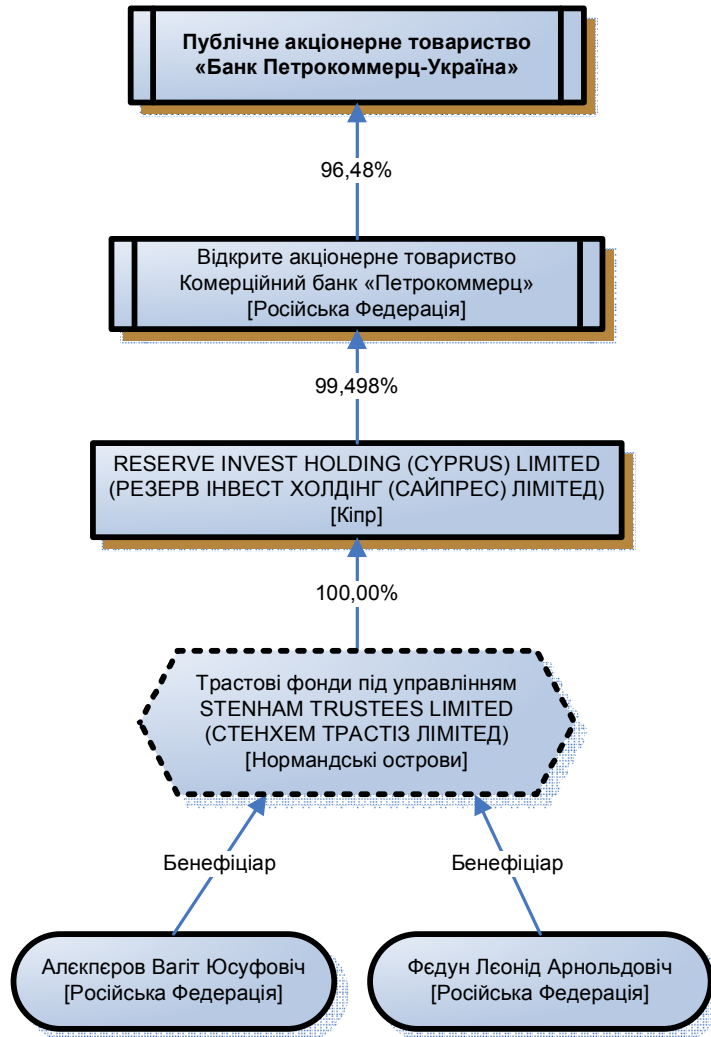 Публічне акціонерне товариство
«Банк Петрокоммерц-Україна»
96,48%
Відкрите акціонерне товариство
Комерційний банк «Петрокоммерц»
[Російська Федерація]
99,498%
RESERVE INVEST HOLDING (CYPRUS) LIMITED
(РЕЗЕРВ ІНВЕСТ ХОЛДІНГ (САЙПРЕС) ЛІМІТЕД)
[Кіпр]
100,00%
Трастові фонди під управлінням
STENHAM TRUSTEES LIMITED
(СТЕНХЕМ ТРАСТІЗ ЛІМІТЕД)
[Нормандські острови]
Бенефіціар
Бенефіціар
Алєкпєров Вагіт Юсуфовіч
[Російська Федерація]
Фєдун Лєонід Арнольдовіч
[Російська Федерація]